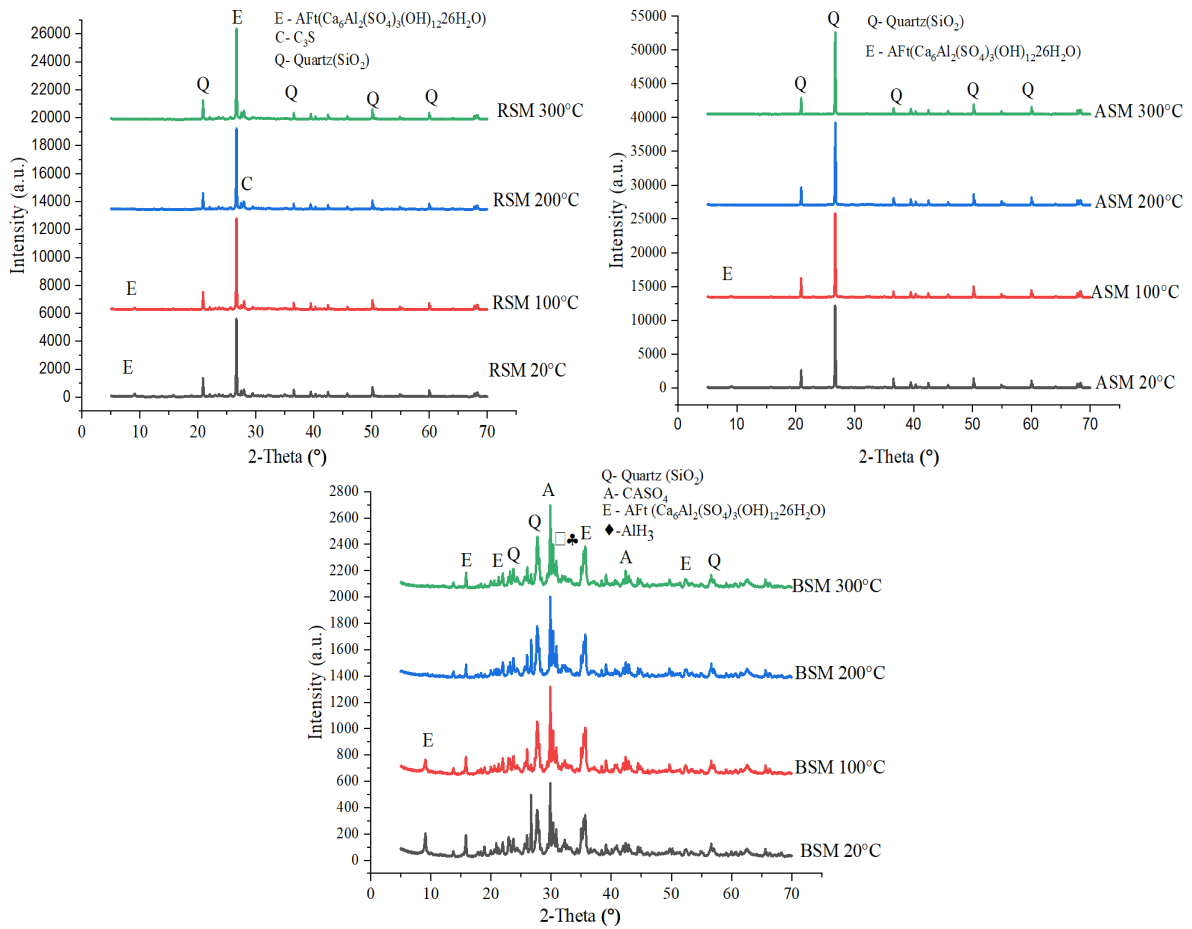 E - AFt(Ca6Al2(SO4)3(OH)1226H2O)
C- C3S
Q- Quartz(SiO2)
E
Q
Q
Q
Q
RSM 300°C
C
RSM 200°C
E
RSM 100°C
E
RSM 20°C
26000
24000
22000
20000
18000
16000
14000
12000
10000
8000
6000
4000
2000
0
Intensity (a.u.)
0
10
20
30
40
50
60
70
2-Theta (°)
Q- Quartz(SiO2)
E- AFt(Ca6Al2(SO4)3(OH)1226H2O)
Q
Q
Q
Q
Q
ASM 300°C
ASM 200°C
E
ASM 100°C
ASM 20°C
55000
50000
45000
40000
35000
30000
25000
20000
15000
10000
5000
0
Intensity (a.u.)
0
10
20
30
40
50
60
70
2-Theta (°)
Q- Quartz (SiO2)
A- CASO4
E - AFt (Ca6Al2(SO4)3(OH)1226H2O)
♦-AlH3
A
Q
□♣
E
E
E
Q
A
E
Q
BSM 300°C
BSM 200°C
E
BSM 100°C
BSM 20°C
2800
2600
2400
2200
2000
1800
1600
1400
1200
1000
800
600
400
200
0
Intensity (a.u.)
0
10
20
30
40
50
60
70
2-Theta (°)